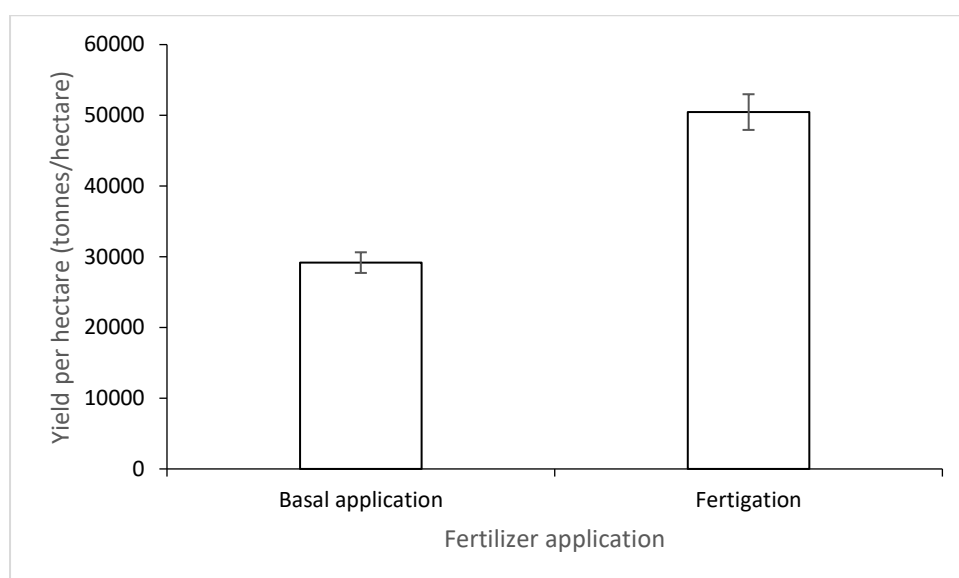 Yield per hectare (tonnes/hectare)
60000
50000
40000
30000
20000
10000
0
Basal application
Fertigation
Fertilizer application